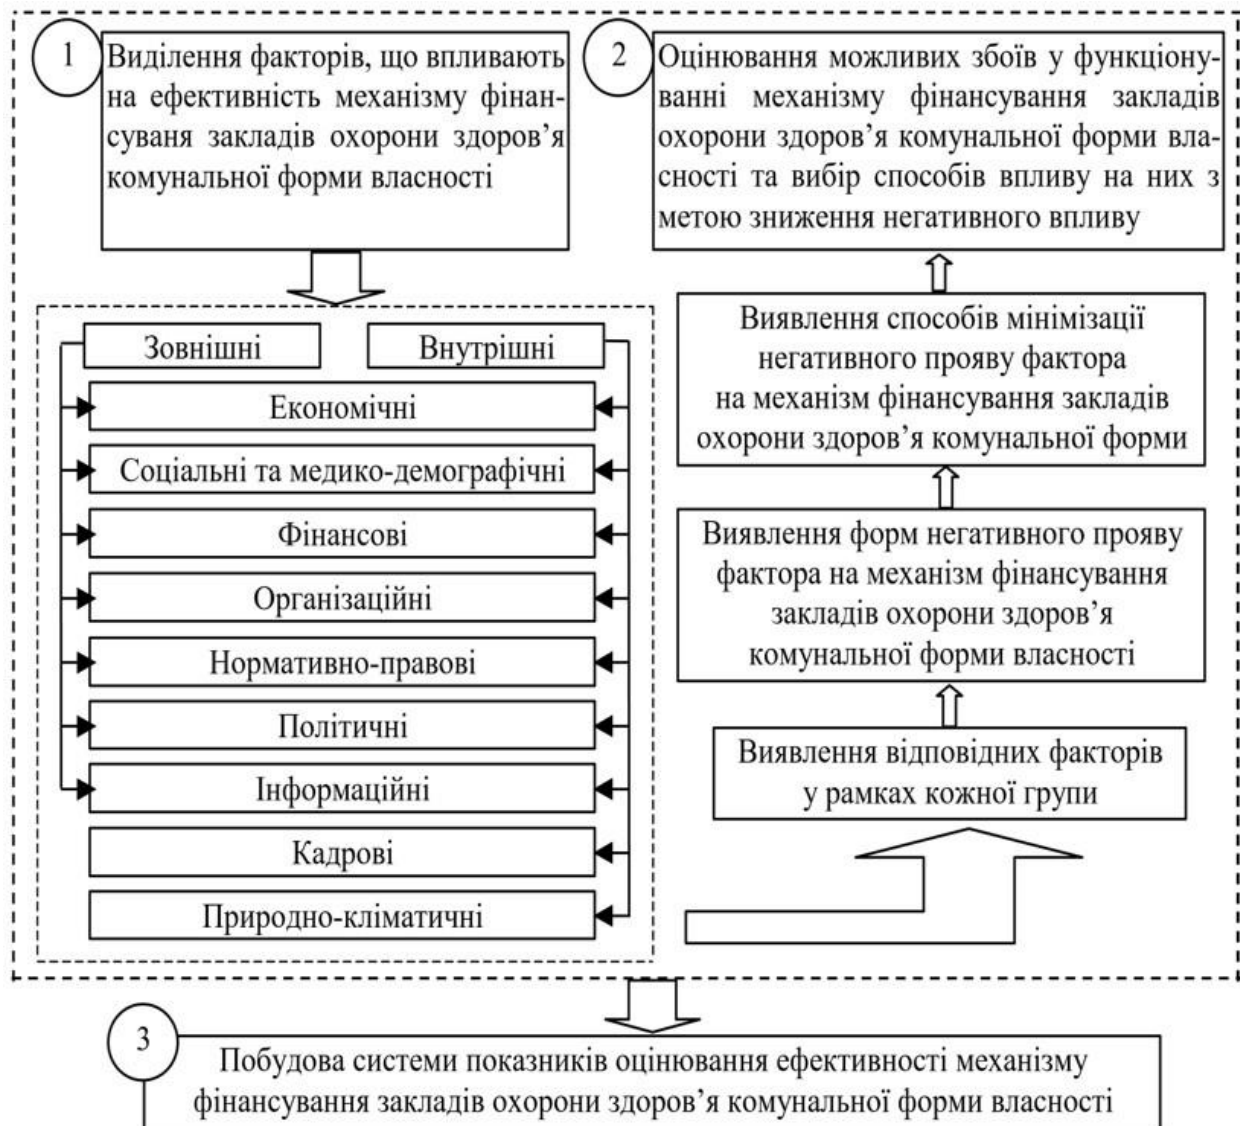 1
Виділення факторів, що впливають
на ефективність механізму фінан-
суваня закладів охорони здоров’я
комунальної форми власності
2
Оцінювання можливих збоїв у функціону-
ванні механізму фінансування закладів
охорони здоров’я комунальної форми вла-
сності та вибір способів впливу на них з
метою зниження негативного впливу
Зовнішні
Внутрішні
Економічні
Соціальні та медико-демографічні
Фінансові
Організаційні
Нормативно-правові
Політичні
Інформаційні
Кадрові
Природно-кліматичні
Виявлення способів мінімізації
негативного прояву фактора
на механізм фінансування закладів
охорони здоров’я комунальної форми
Виявлення форм негативного прояву
фактора на механізм фінансування
закладів охорони здоров’я
комунальної форми власності
Виявлення відповідних факторів
у рамках кожної групи
3
Побудова системи показників оцінювання ефективності механізму
фінансування закладів охорони здоров’я комунальної форми власності